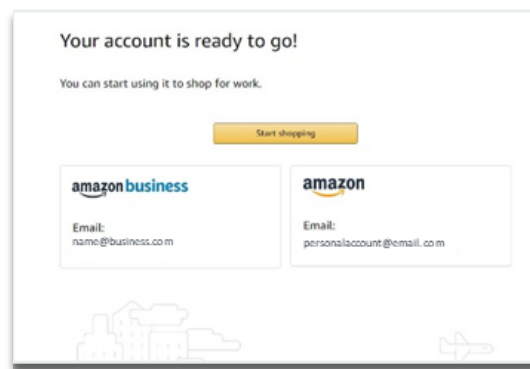 Your account is ready to go!
You can start using it to shop for work.
Start shopping
amazon business
Email:
name@business.com
amazon
Email:
personalaccount@email.com